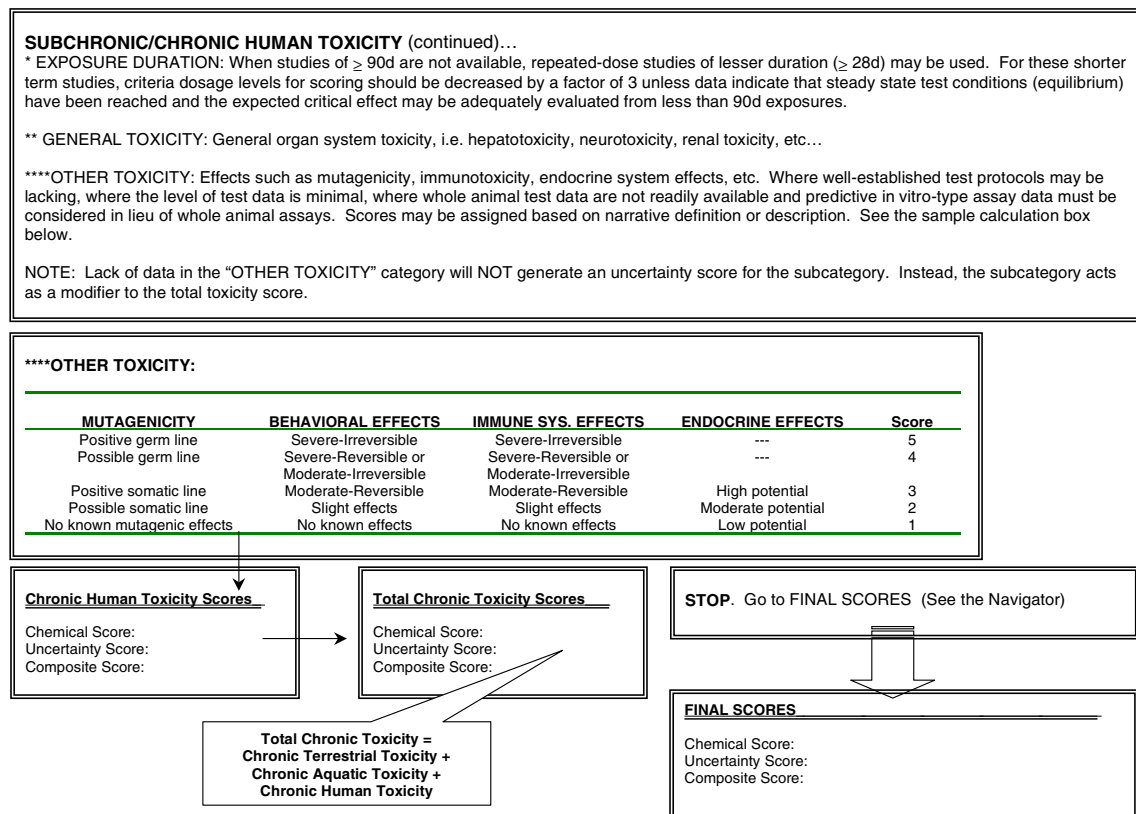 SUBCHRONIC/CHRONIC HUMAN TOXICITY (continued)…
* EXPOSURE DURATION: When studies of ≥ 90d are not available, repeated-dose studies of lesser duration (≥ 28d) may be used. For these shorter
term studies, criteria dosage levels for scoring should be decreased by a factor of 3 unless data indicate that steady state test conditions (equilibrium)
have been reached and the expected critical effect may be adequately evaluated from less than 90d exposures.
** GENERAL TOXICITY: General organ system toxicity, i.e. hepatotoxicity, neurotoxicity, renal toxicity, etc…
****OTHER TOXICITY: Effects such as mutagenicity, immunotoxicity, endocrine system effects, etc. Where well-established test protocols may be
lacking, where the level of test data is minimal, where whole animal test data are not readily available and predictive in vitro-type assay data must be
considered in lieu of whole animal assays. Scores may be assigned based on narrative definition or description. See the sample calculation box
below.
NOTE: Lack of data in the “OTHER TOXICITY” category will NOT generate an uncertainty score for the subcategory. Instead, the subcategory acts
as a modifier to the total toxicity score.
****OTHER TOXICITY:
MUTAGENICITY BEHAVIORAL EFFECTS IMMUNE SYS. EFFECTS ENDOCRINE EFFECTS Score
Positive germ line Severe-Irreversible Severe-Irreversible --- 5
Possible germ line Severe-Reversible or Severe-Reversible or --- 4
Moderate-Irreversible Moderate-Irreversible
Positive somatic line Moderate-Reversible Moderate-Reversible High potential 3
Possible somatic line Slight effects Slight effects Moderate potential 2
No known mutagenic effects No known effects No known effects Low potential 1
Chronic Human Toxicity Scores
Chemical Score:
Uncertainty Score:
Composite Score:
Total Chronic Toxicity Scores
Chemical Score:
Uncertainty Score:
Composite Score:
Total Chronic Toxicity =
Chronic Terrestrial Toxicity +
Chronic Aquatic Toxicity +
Chronic Human Toxicity
STOP. Go to FINAL SCORES (See the Navigator)
FINAL SCORES
Chemical Score:
Uncertainty Score:
Composite Score: